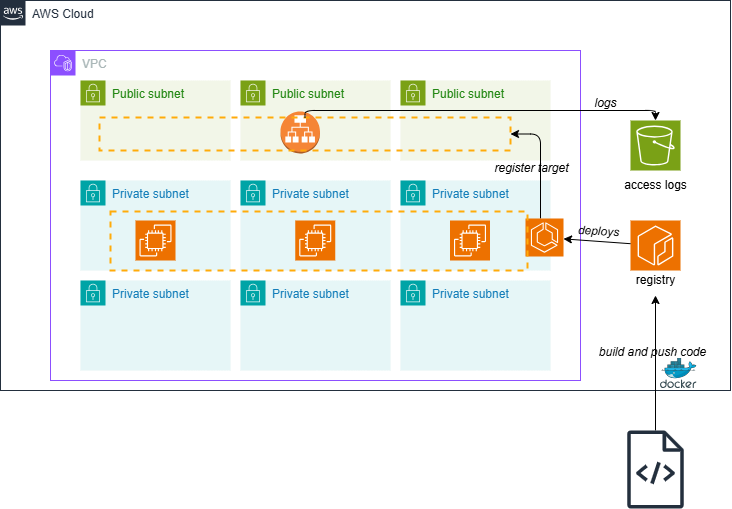 aws
AWS Cloud
VPC
Public subnet
Public subnet
Public subnet
logs
access logs
register target
Private subnet
Private subnet
Private subnet
deploys
registry
Private subnet
Private subnet
Private subnet
build and push code
docker